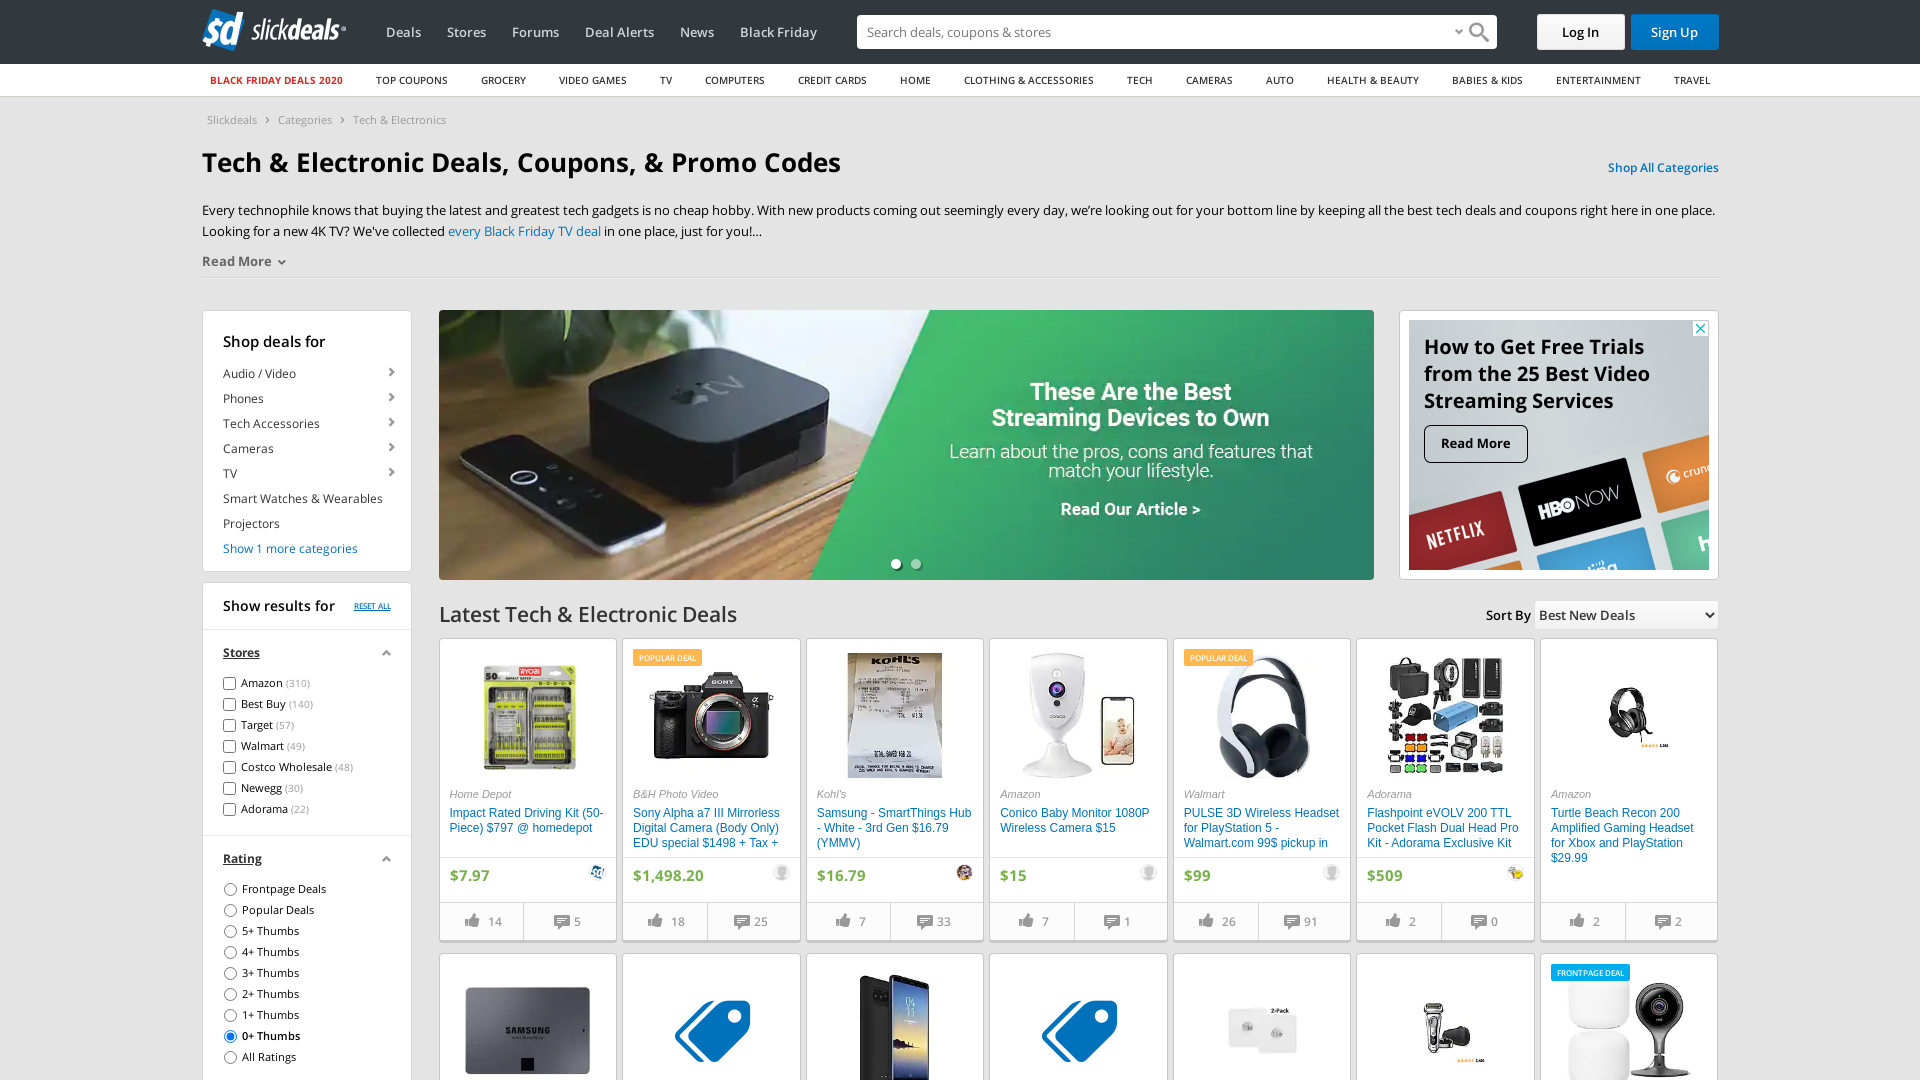 slickdeals
Deals
Stores
Forums
Deal Alerts
News
Black Friday
Search deals, coupons & stores
Log In
Sign Up
BLACK FRIDAY DEALS 2020
TOP COUPONS
GROCERY
VIDEO GAMES
TV
COMPUTERS
CREDIT CARDS
HOME
CLOTHING & ACCESSORIES
TECH
CAMERAS
AUTO
HEALTH & BEAUTY
BABIES & KIDS
ENTERTAINMENT
TRAVEL
Slickdeals > Categories > Tech & Electronics
Tech & Electronic Deals, Coupons, & Promo Codes
Shop All Categories
Every technophile knows that buying the latest and greatest tech gadgets is no cheap hobby. With new products coming out seemingly every day, we’re looking out for your bottom line by keeping all the best tech deals and coupons right here in one place.
Looking for a new 4K TV? We've collected every Black Friday TV deal in one place, just for you!...
Read More
Shop deals for
Audio / Video
Phones
Tech Accessories
Cameras
TV
Smart Watches & Wearables
Projectors
Show 1 more categories
Show results for
RESET ALL
Stores
Amazon (310)
Best Buy (140)
Target (57)
Walmart (49)
Costco Wholesale (48)
Newegg (30)
Adorama (22)
Rating
Frontpage Deals
Popular Deals
5+ Thumbs
4+ Thumbs
3+ Thumbs
2+ Thumbs
1+ Thumbs
0+ Thumbs
All Ratings
tv
These Are the Best
Streaming Devices to Own
Learn about the pros, cons and features that
match your lifestyle.
Read Our Article >
How to Get Free Trials
from the 25 Best Video
Streaming Services
Read More
NETFLIX
HBO NOW
Latest Tech & Electronic Deals
Sort By
Best New Deals
RYOBI
50
Home Depot
Impact Rated Driving Kit (50-
Piece) $797 @ homedepot
$7.97
14
5
POPULAR DEAL
SONY
B&H Photo Video
Sony Alpha a7 III Mirrorless
Digital Camera (Body Only)
EDU special $1498 + Tax +
$1,498.20
18
25
KOHL'S
Kohl's
Samsung - SmartThings Hub
- White - 3rd Gen $16.79
(YMMV)
$16.79
7
33
Amazon
Conico Baby Monitor 1080P
Wireless Camera $15
$15
7
1
POPULAR DEAL
Walmart
PULSE 3D Wireless Headset
for PlayStation 5 -
Walmart.com 99$ pickup in
$99
26
91
Adorama
Flashpoint eVOLV 200 TTL
Pocket Flash Dual Head Pro
Kit - Adorama Exclusive Kit
$509
2
0
Amazon
Turtle Beach Recon 200
Amplified Gaming Headset
for Xbox and PlayStation
$29.99
2
2
SAMSUNG
2-Pack
FRONTPAGE DEAL